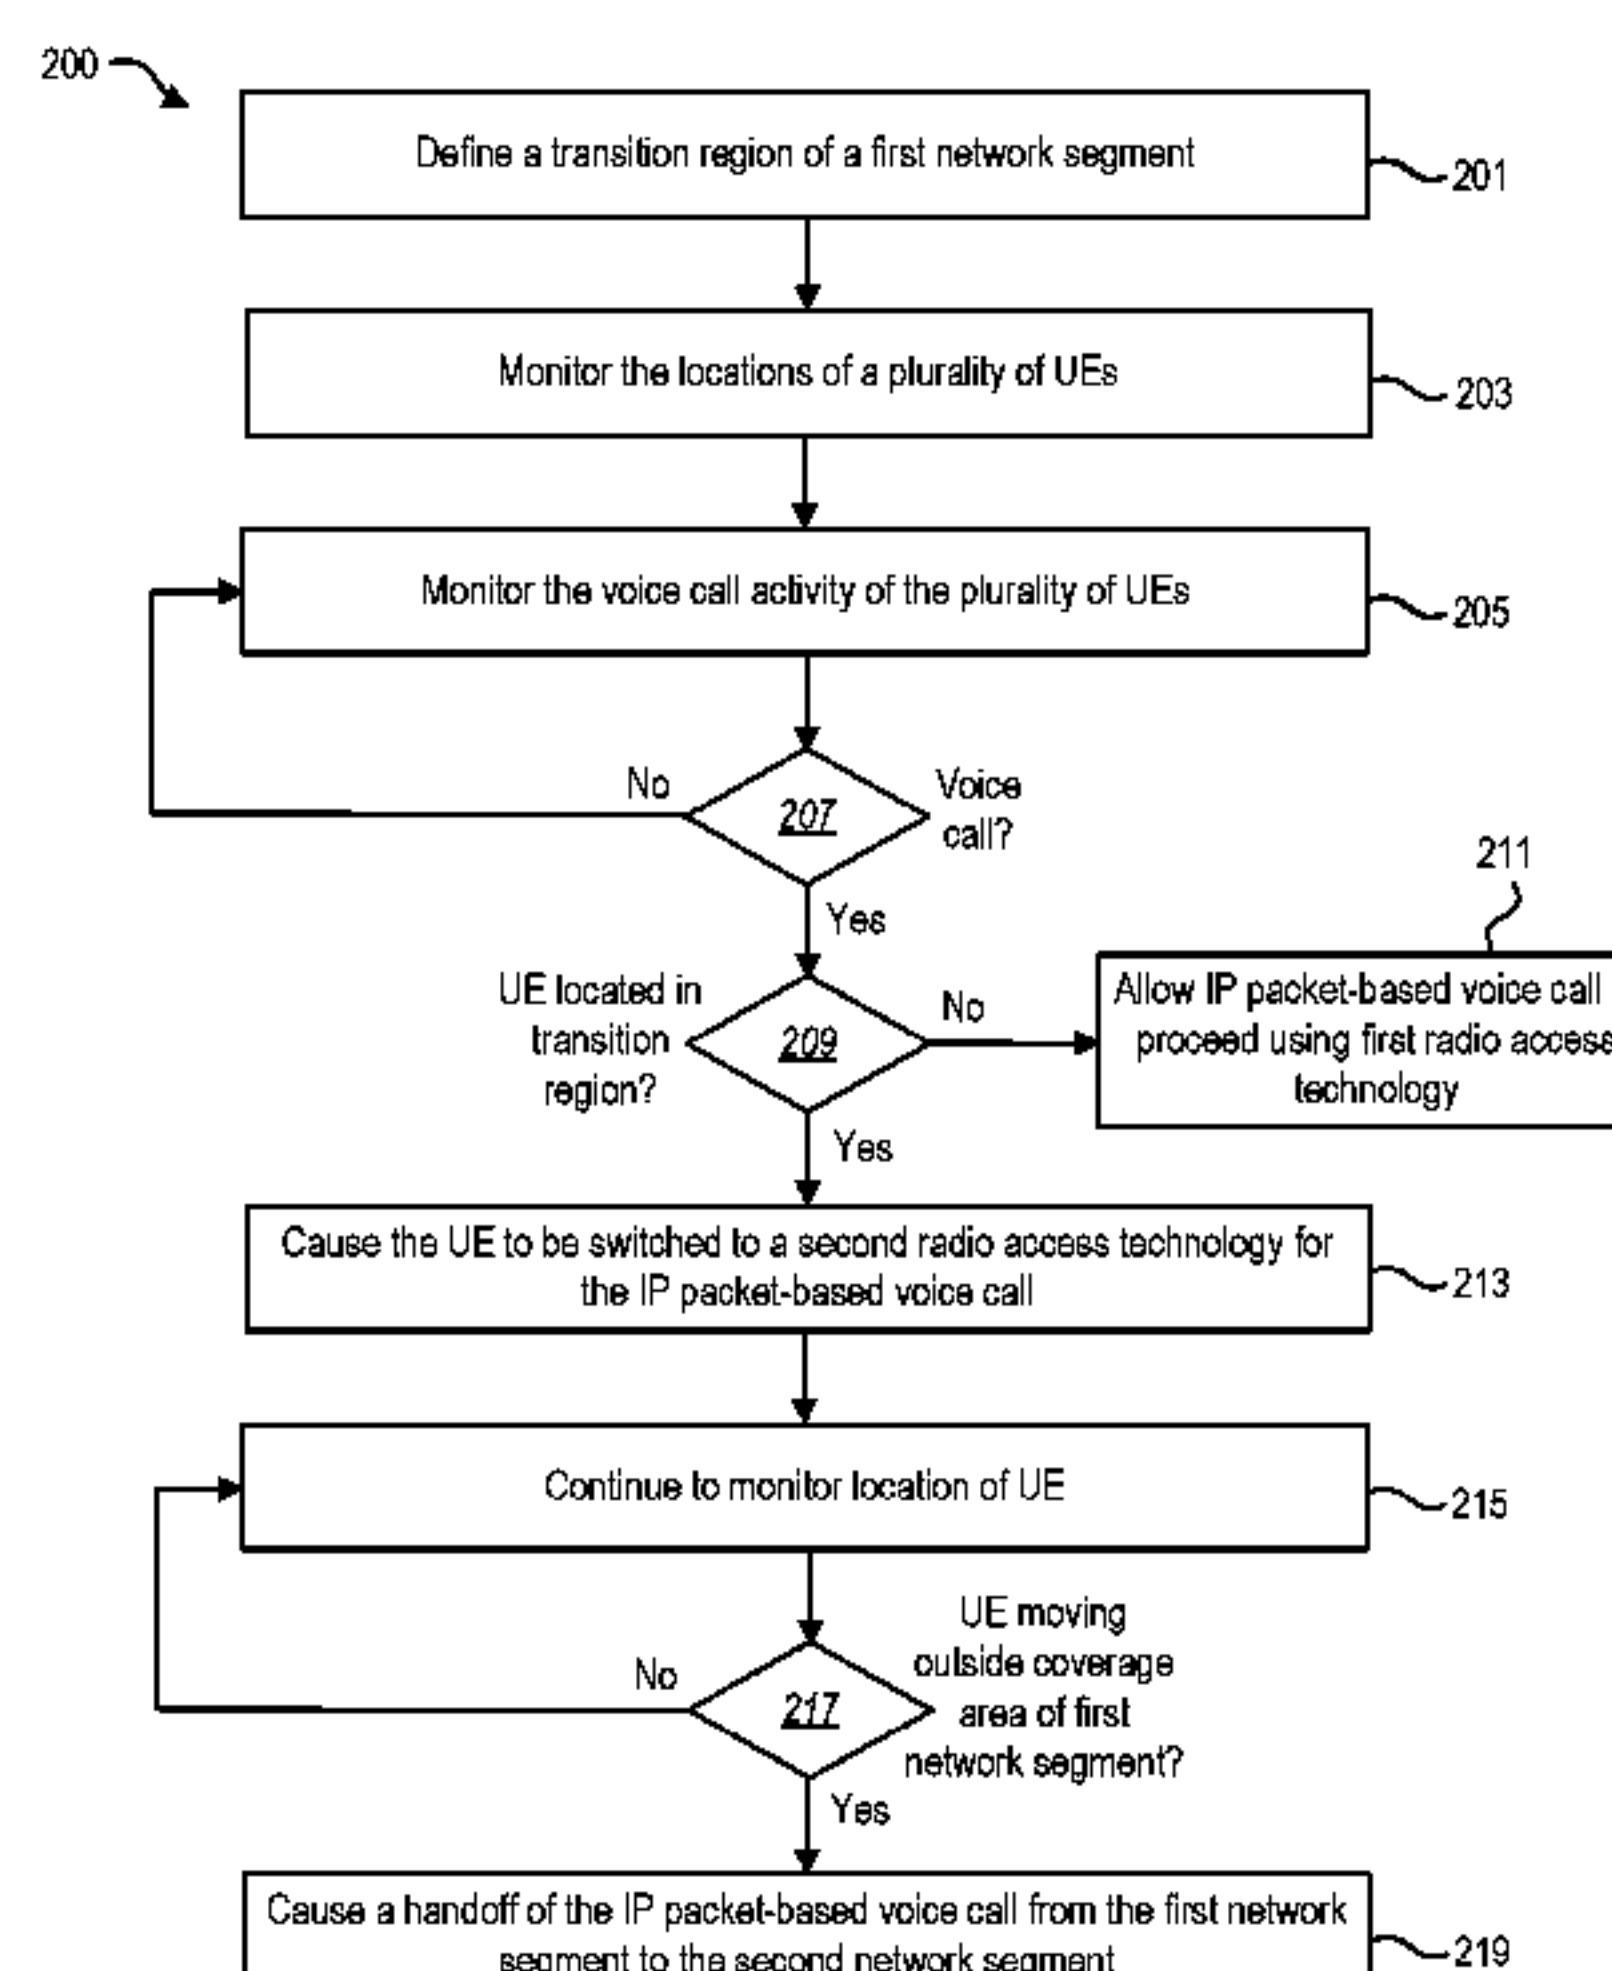 200
Define a transition region of a first network segment
201
Monitor the locations of a plurality of UEs
203
Monitor the voice call activity of the plurality of UEs
205
No
207
Voice
call?
Yes
211
UE located in
transition
region?
209
No
Allow IP packet-based voice call
proceed using first radio access
technology
Yes
Cause the UE to be switched to a second radio access technology for
the IP packet-based voice call
213
Continue to monitor location of UE
215
No
217
UE moving
outside coverage
area of first
network segment?
Yes
Cause a handoff of the IP packet-based voice call from the first network
segment to the second network segment
219